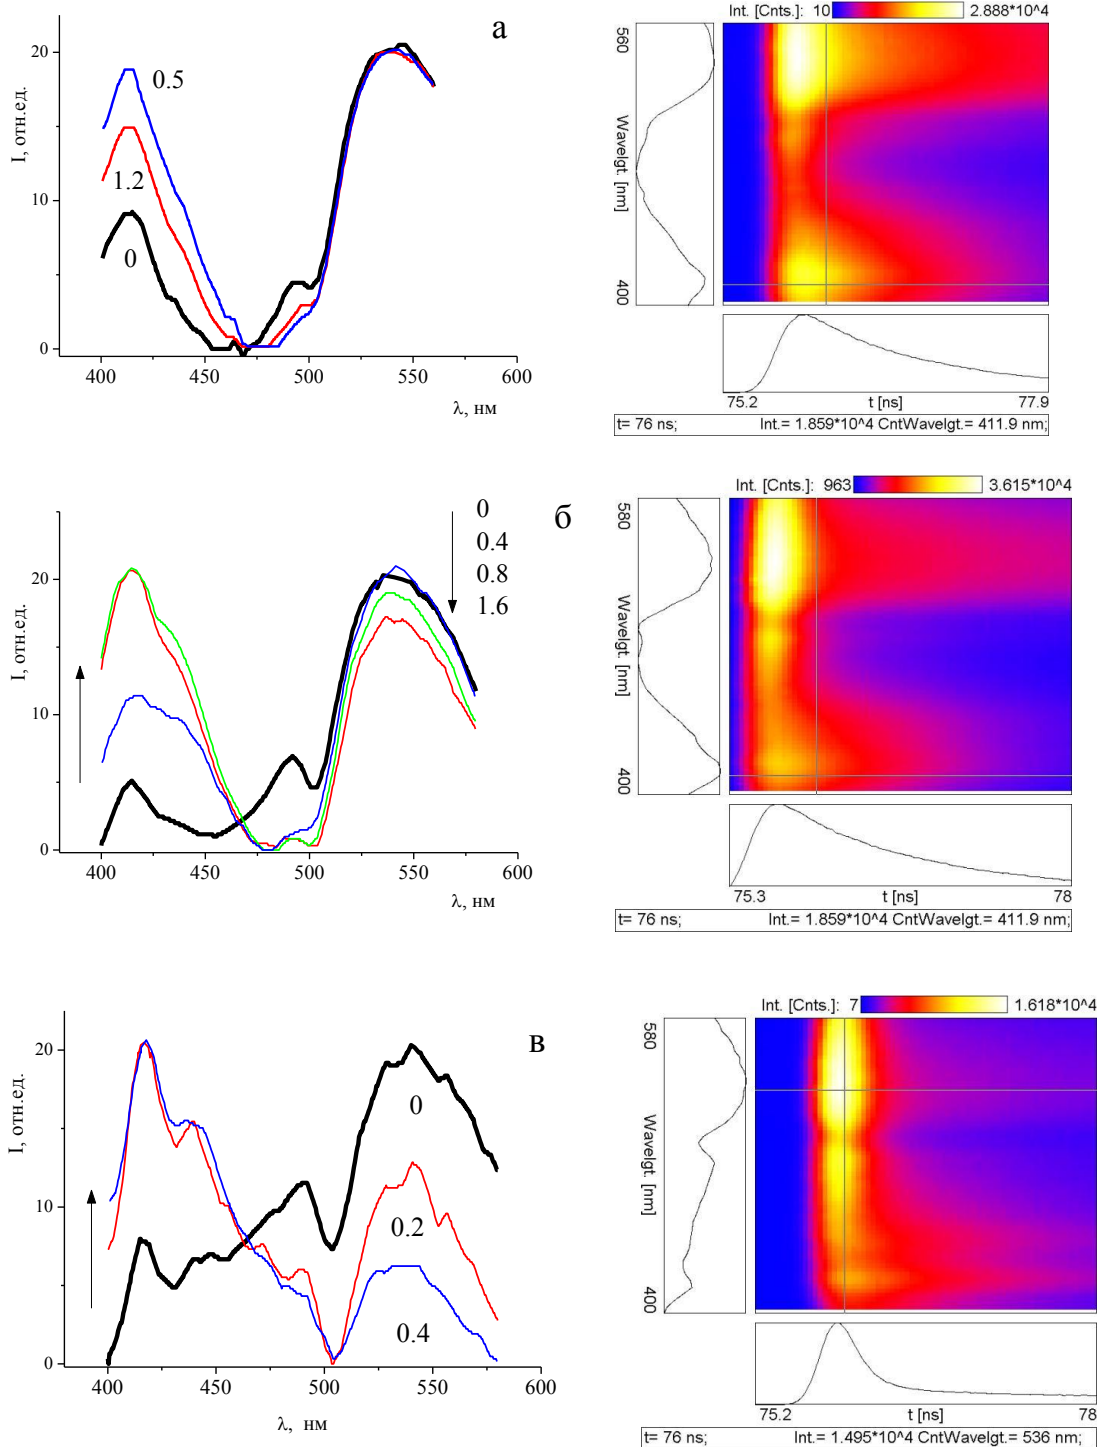 а
I, отн.ед.
20
10
0
0.5
1.2
0
400 450 500 550 600
λ, нм
Int. [Cnts.]: 10 2.888*10^4
560
Wavelgt. [nm]
400
75.2 t [ns] 77.9
t= 76 ns; Int.= 1.859*10^4 CntWavelgt.= 411.9 nm;
б
I, отн.ед.
20
10
0
0
0.4
0.8
1.6
400 450 500 550 600
λ, нм
Int. [Cnts.]: 963 3.615*10^4
580
Wavelgt. [nm]
400
75.3 t [ns] 78
t= 76 ns; Int.= 1.859*10^4 CntWavelgt.= 411.9 nm;
в
I, отн.ед.
20
10
0
0
0.2
0.4
400 450 500 550 600
λ, нм
Int. [Cnts.]: 7 1.618*10^4
580
Wavelgt. [nm]
400
75.2 t [ns] 78
t= 76 ns; Int.= 1.495*10^4 CntWavelgt.= 536 nm;